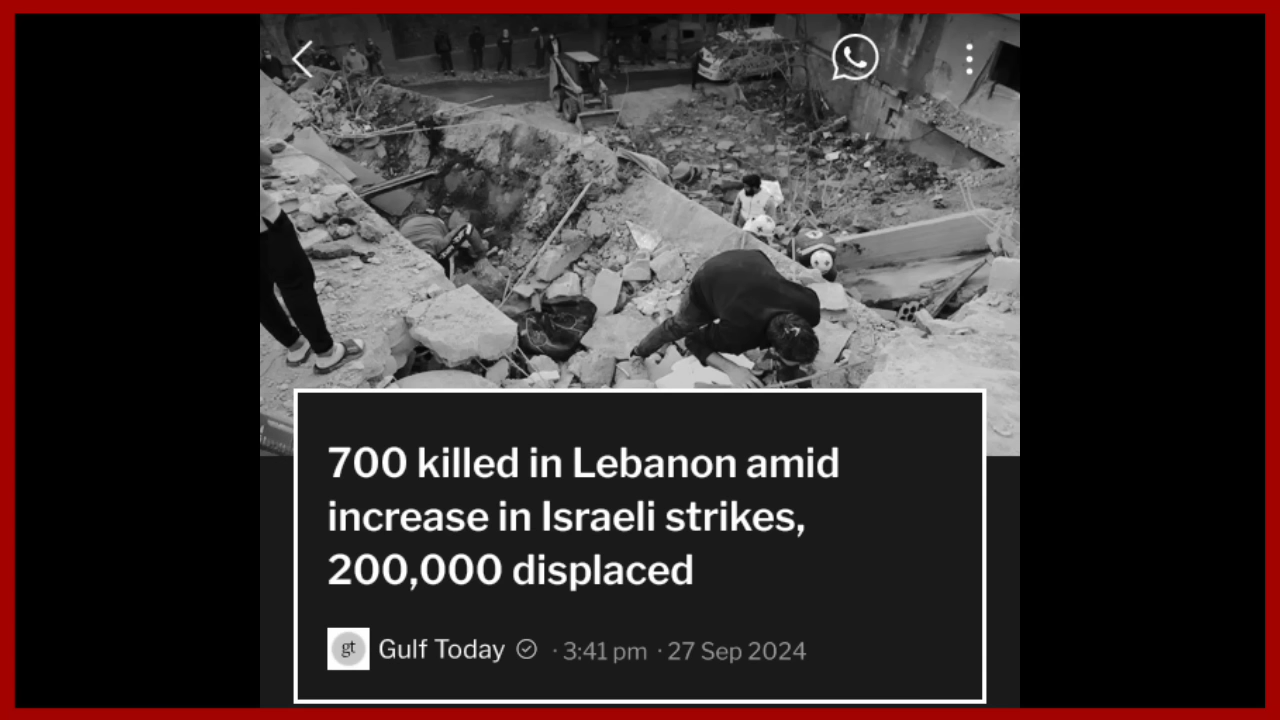 700 killed in Lebanon amid
increase in Israeli strikes,
200,000 displaced
gt Gulf Today · 3:41 pm · 27 Sep 2024